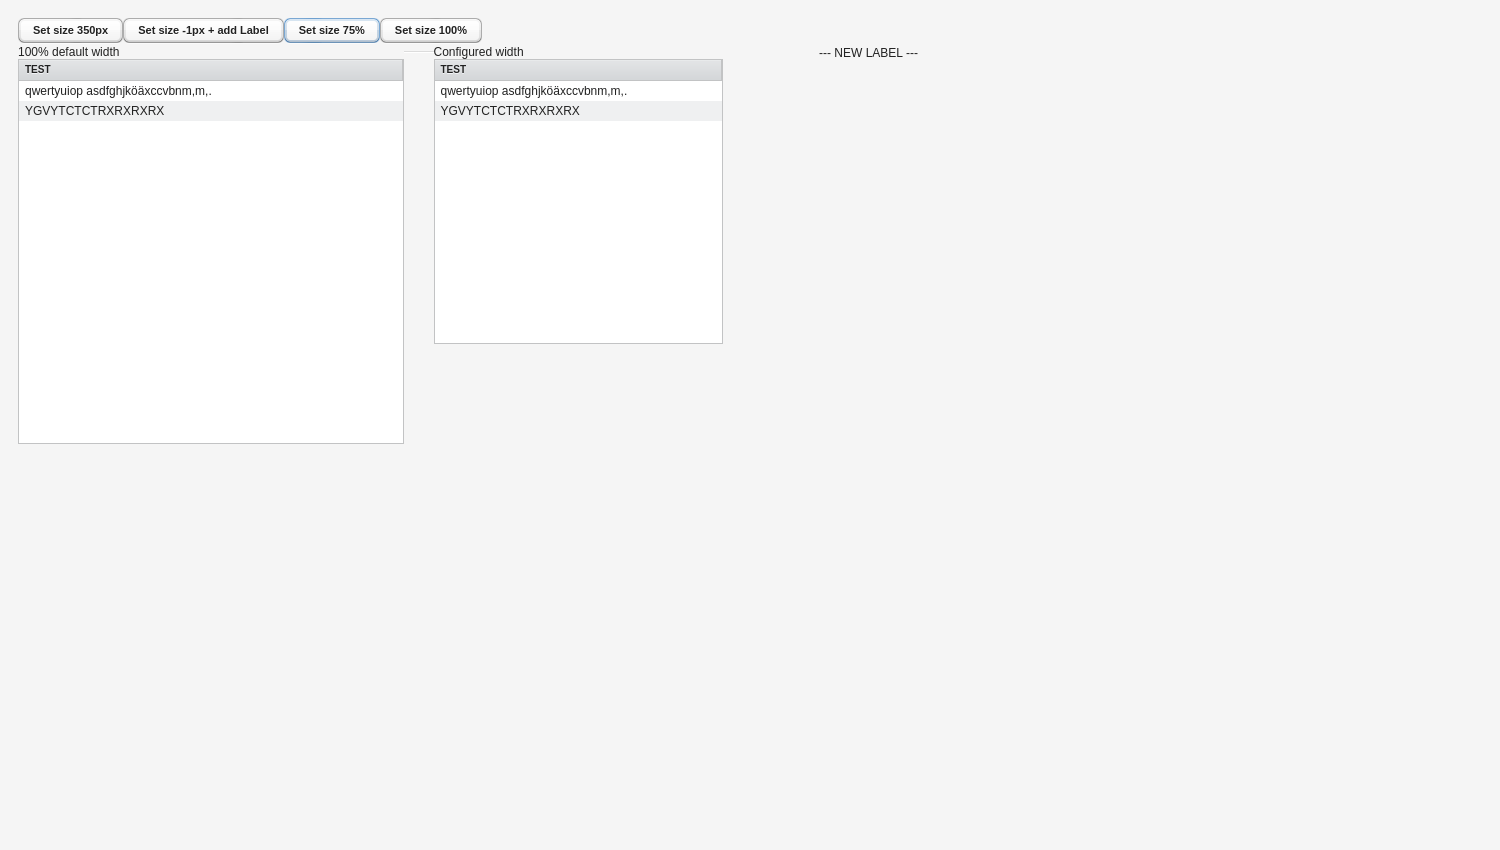 Set size 350px Set size -1px + add Label Set size 75% Set size 100%
100% default width Configured width --- NEW LABEL ---
TEST TEST
qwertyuiop asdfghjköäxccvbnm,m,. qwertyuiop asdfghjköäxccvbnm,m,.
YGVYTCTCTRXRXRXRX YGVYTCTCTRXRXRXRX